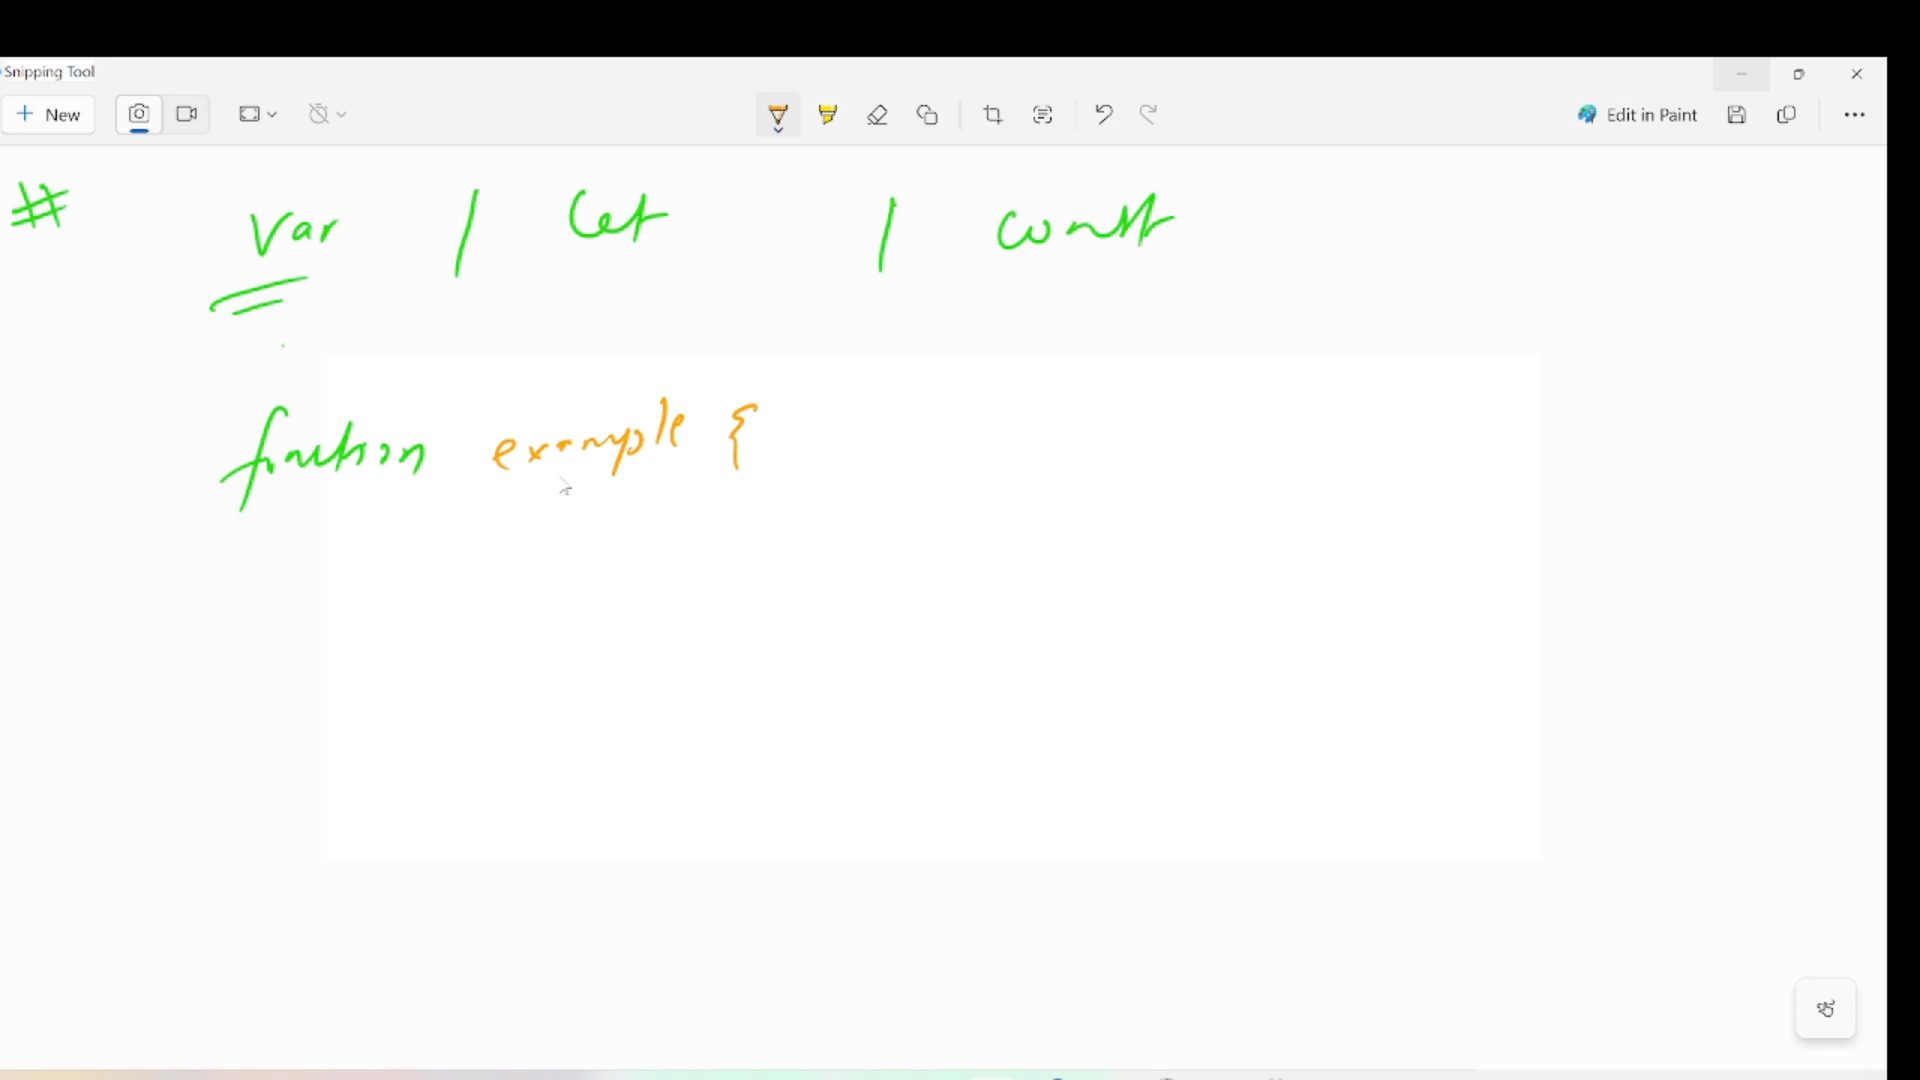 Snipping Tool
New
Edit in Paint
# var / let / const
function example {